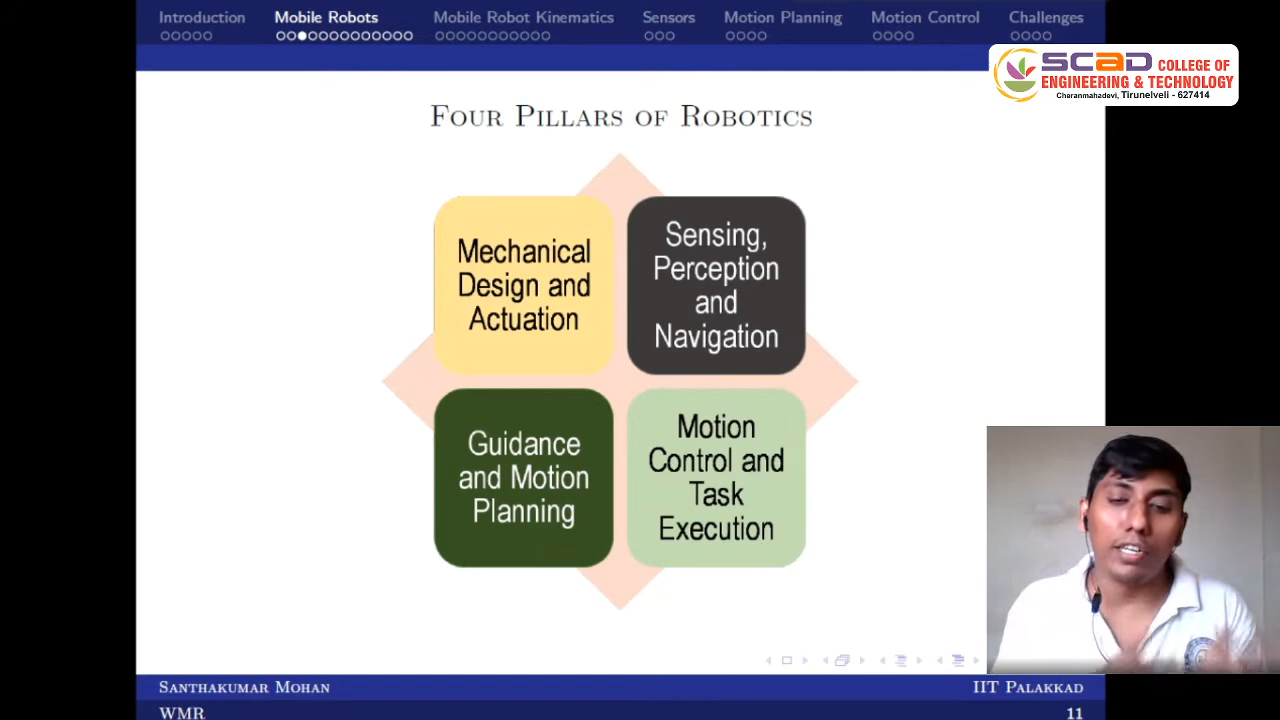 Introduction
Mobile Robots
Mobile Robot Kinematics
Sensors
Motion Planning
Motion Control
Challenges
SCAD COLLEGE OF
ENGINEERING & TECHNOLOGY
Cheranmahadevi, Tirunelveli - 627414
FOUR PILLARS OF ROBOTICS
Mechanical
Design and
Actuation
Sensing,
Perception
and
Navigation
Guidance
and Motion
Planning
Motion
Control and
Task
Execution
SANTHAKUMAR MOHAN
IIT PALAKKAD
WMR
11